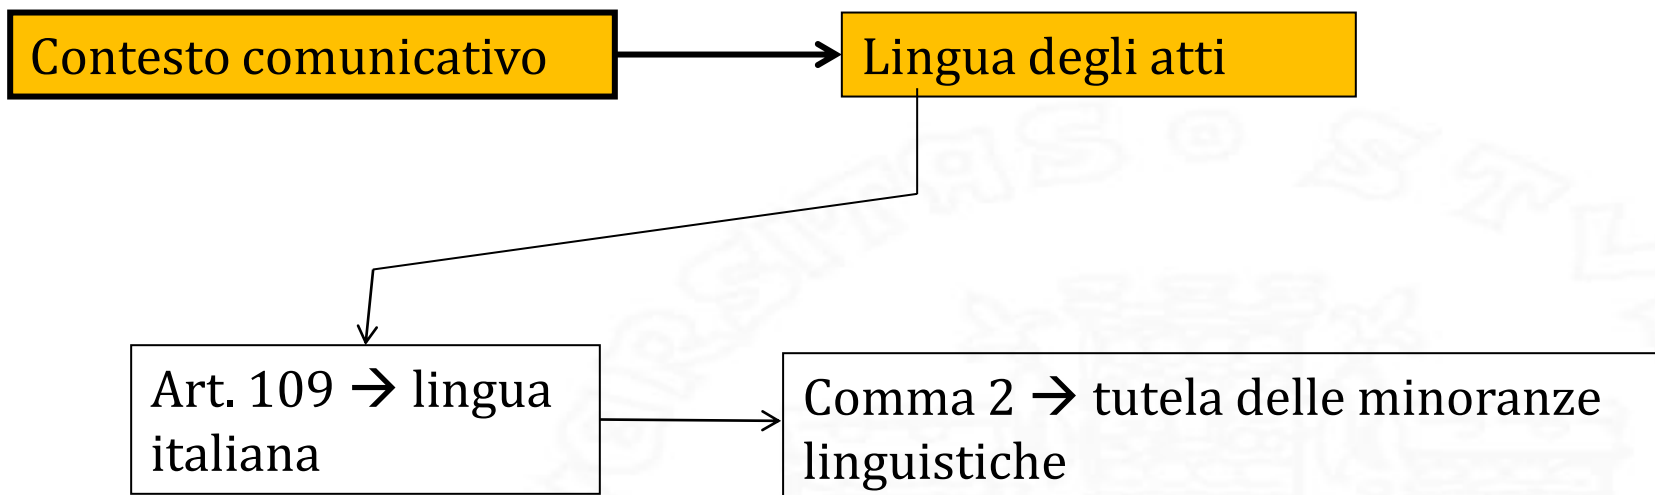 Contesto comunicativo
Lingua degli atti
Art. 109 → lingua
italiana
Comma 2 → tutela delle minoranze
linguistiche